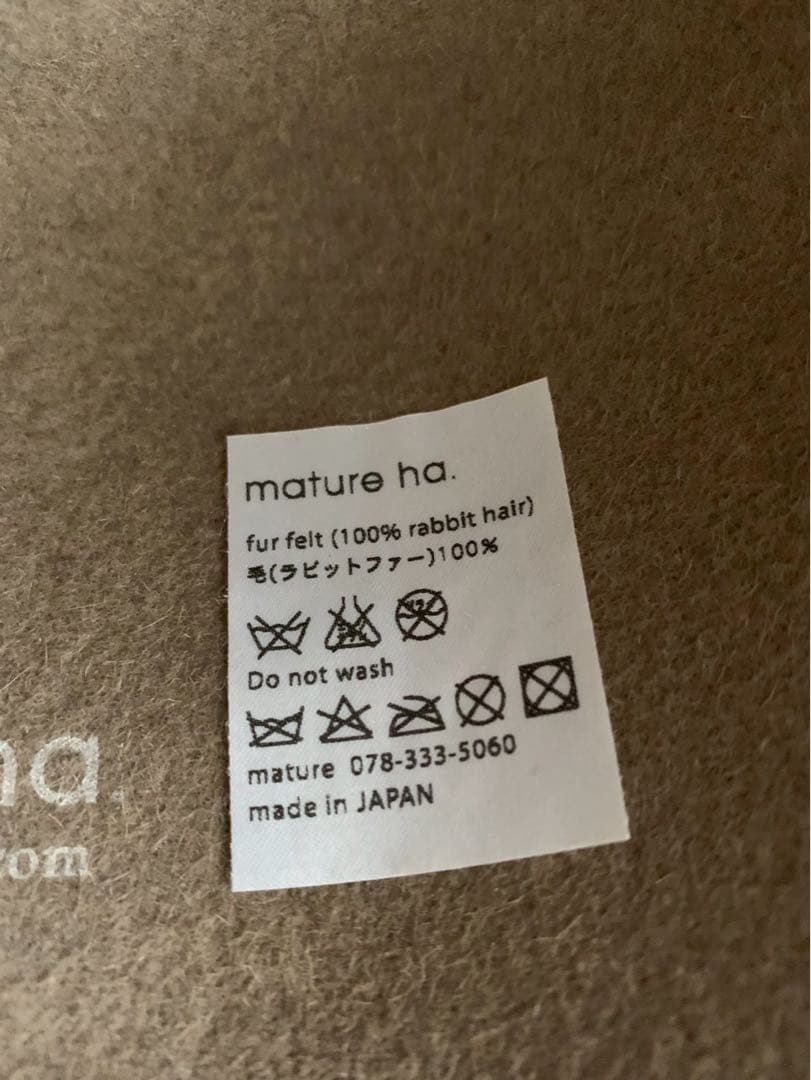 mature ha.
fur felt (100% rabbit hair)
毛(ラビットファー)100%
Do not wash
mature 078-333-5060
made in JAPAN
ha.